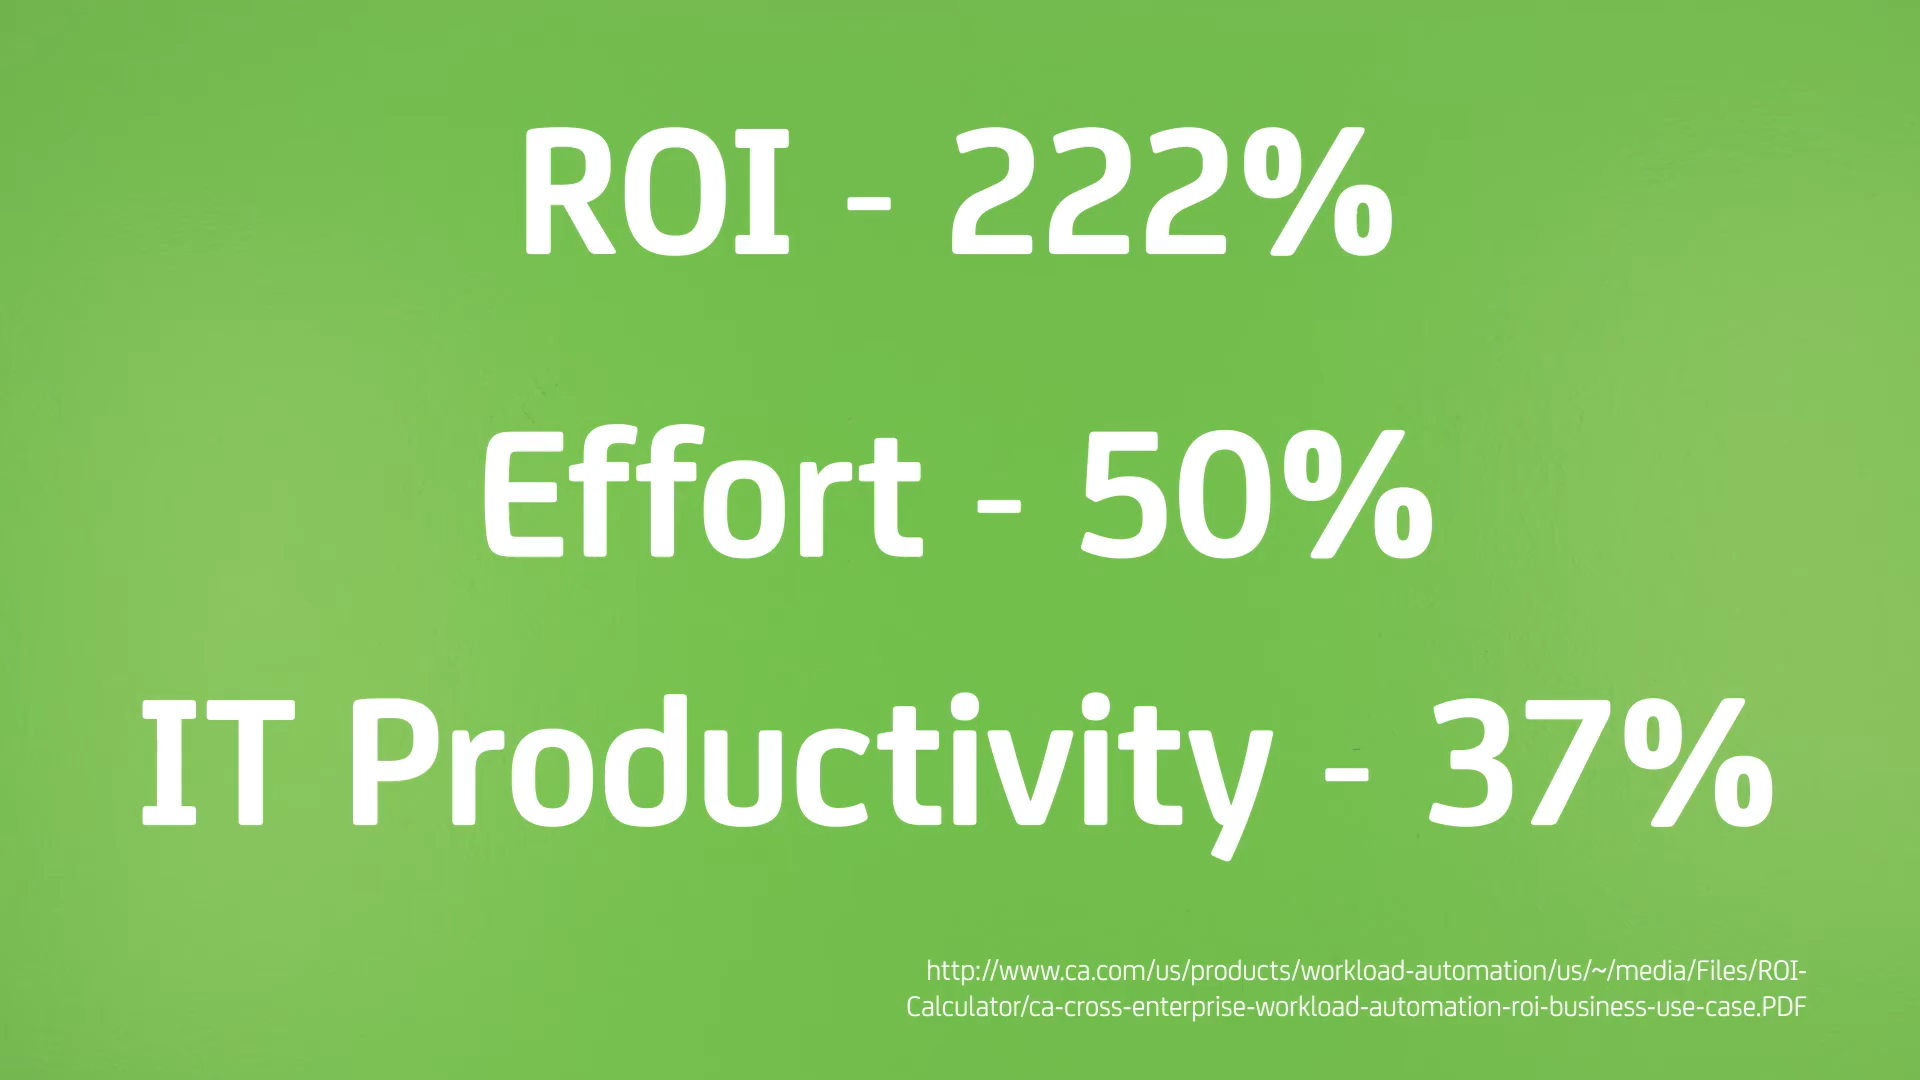 ROI - 222%
Effort - 50%
IT Productivity - 37%
http://www.ca.com/us/products/workload-automation/us/~/media/Files/ROI-
Calculator/ca-cross-enterprise-workload-automation-roi-business-use-case.PDF